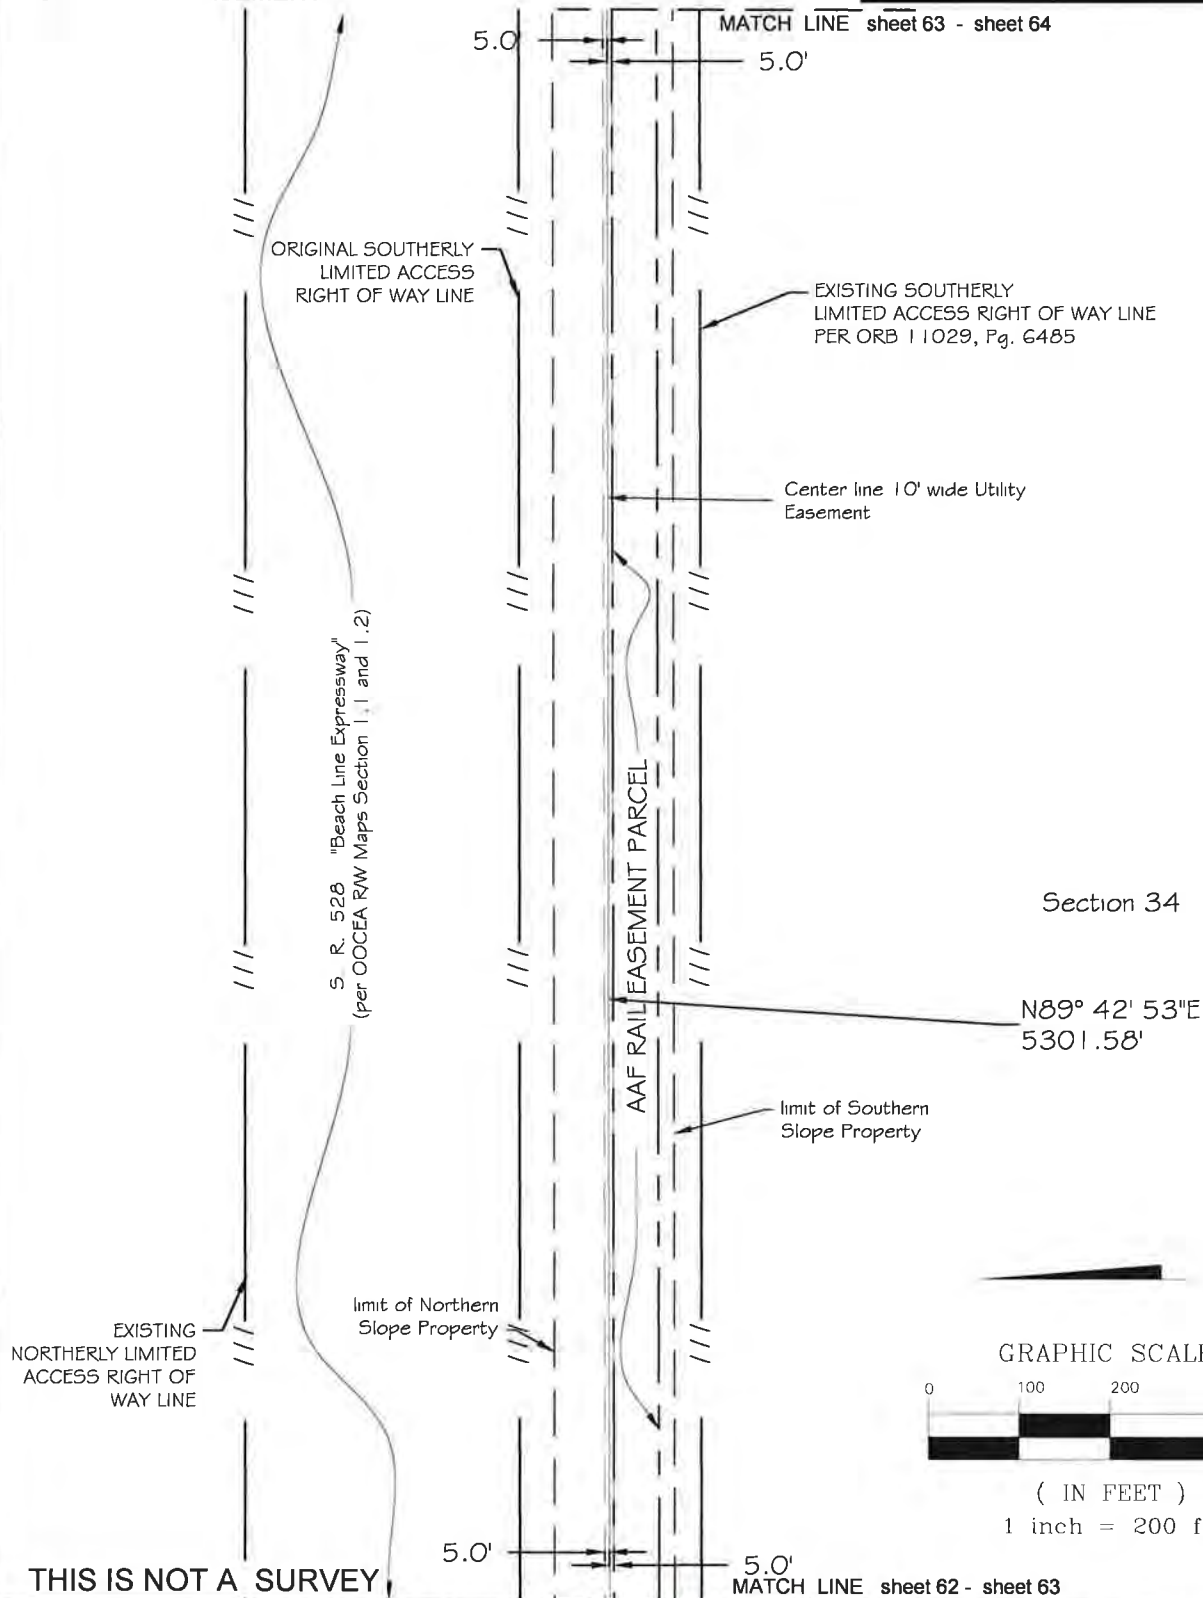 MATCH LINE sheet 63 - sheet 64
5.0'
5.0'
ORIGINAL SOUTHERLY
LIMITED ACCESS
RIGHT OF WAY LINE
EXISTING SOUTHERLY
LIMITED ACCESS RIGHT OF WAY LINE
PER ORB 11029, Pg. 6485
Center line 10' wide Utility
Easement
S. R. 528 "Beach Line Expressway"
(per OOCEA R/W Maps Section 1.1 and 1.2)
AAF RAIL EASEMENT PARCEL
Section 34
N89° 42' 53"E
5301.58'
limit of Southern
Slope Property
limit of Northern
Slope Property
EXISTING
NORTHERLY LIMITED
ACCESS RIGHT OF
WAY LINE
GRAPHIC SCALE
0 100 200
( IN FEET )
1 inch = 200 f
5.0'
5.0'
THIS IS NOT A SURVEY
MATCH LINE sheet 62 - sheet 63